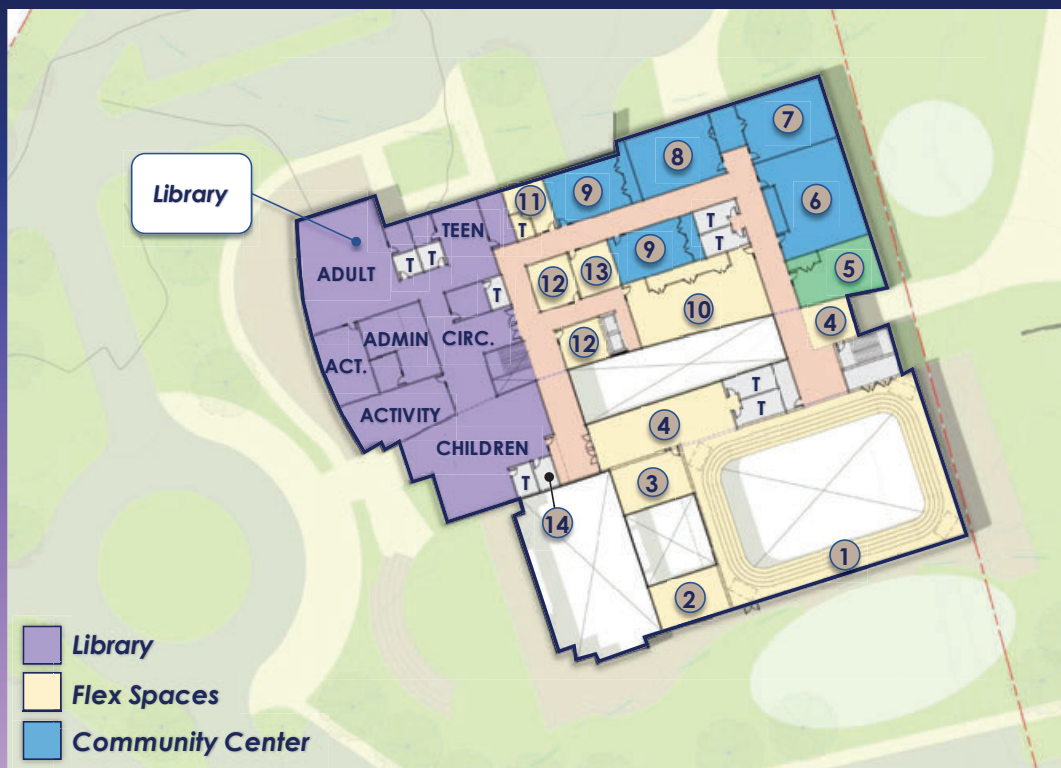 7
8
11
9
6
Library
TEEN
T
T
T
9
T
T
T
ADULT
5
12
13
T
10
4
ADMIN
CIRC.
12
ACT.
T
T
ACTIVITY
4
CHILDREN
T
3
14
1
2
Library
Flex Spaces
Community Center